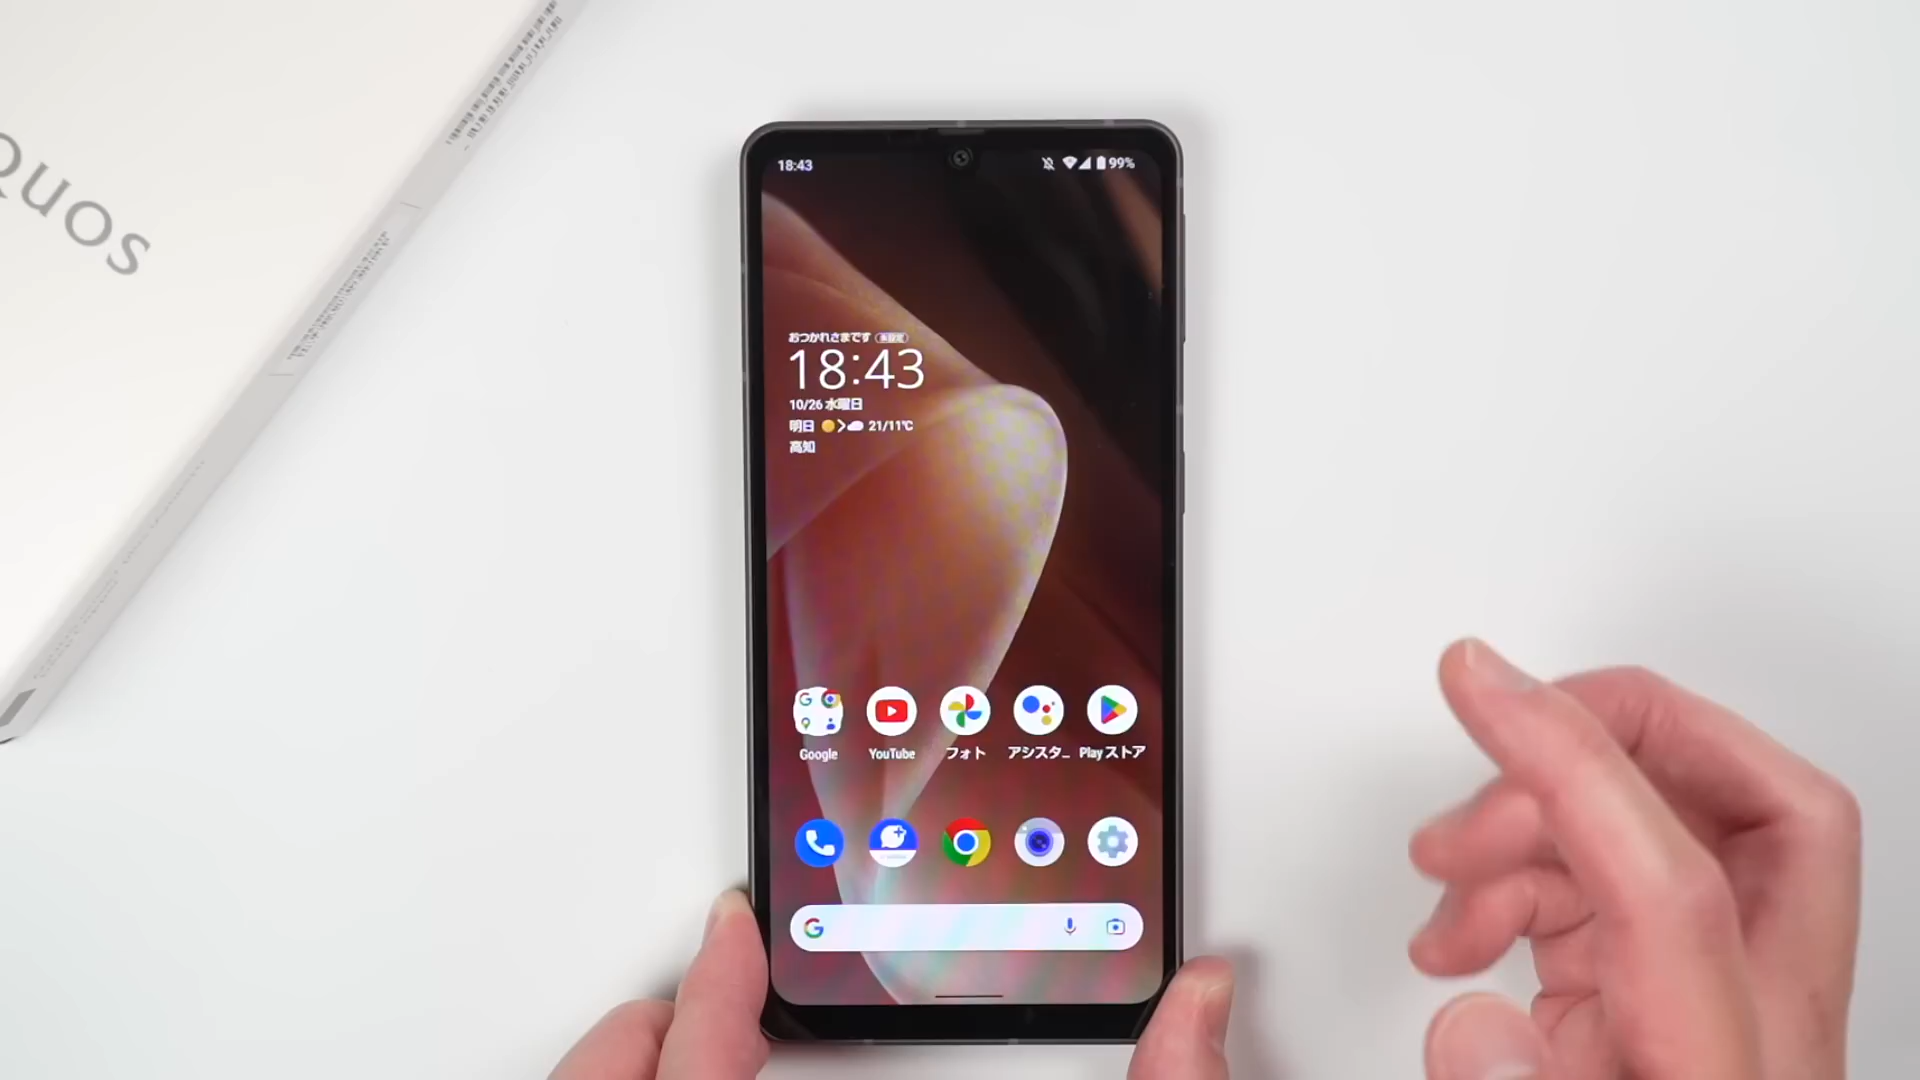 QUOS
18:43
99%
おつかれさまです
18:43
10/26 水曜日
明日 21/11℃
高知
Google
YouTube
フォト
アシスタ...
Play ストア